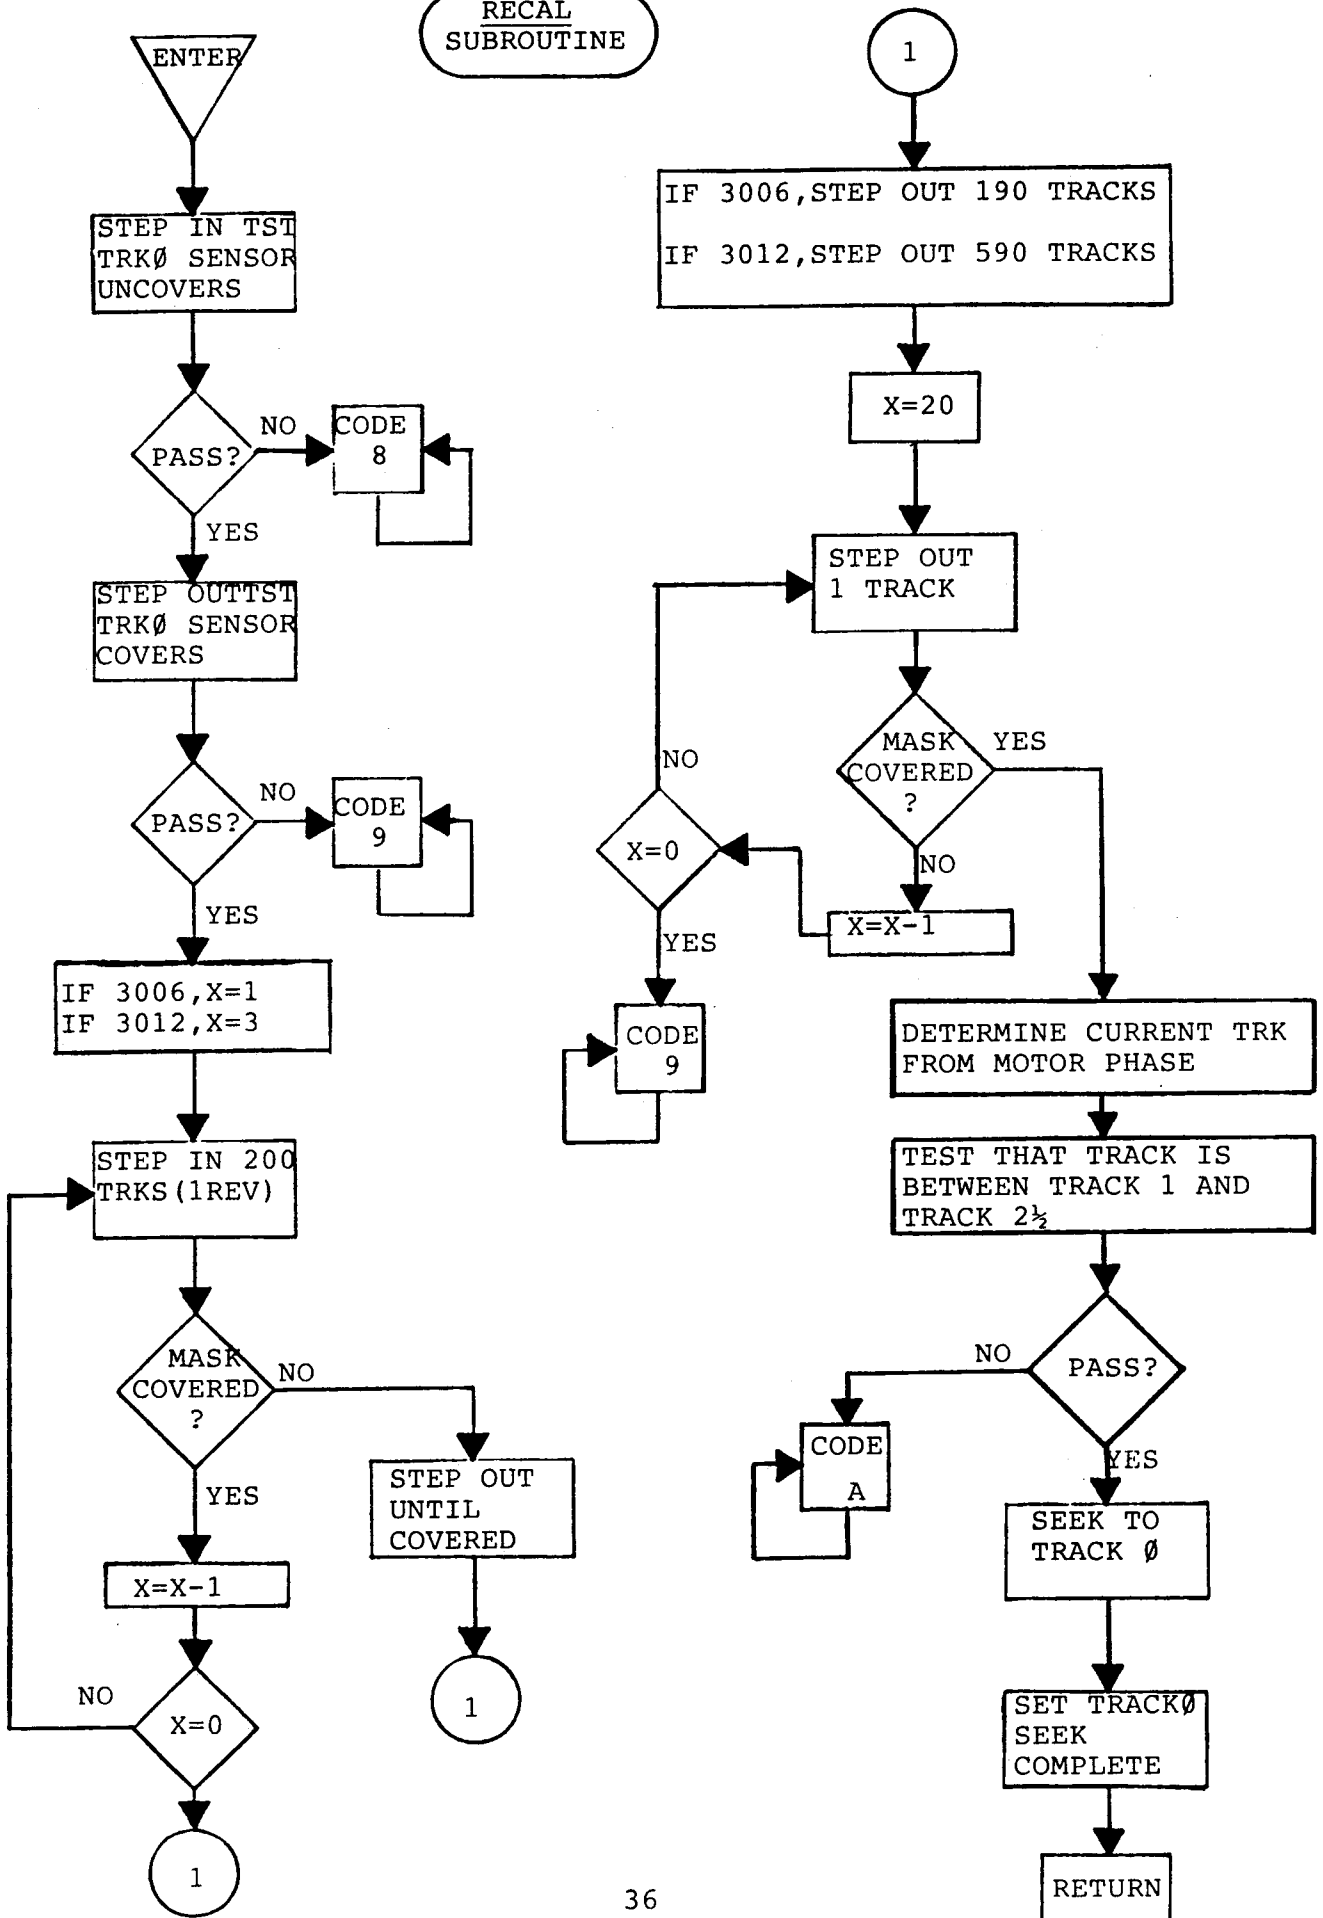 RECAL
SUBROUTINE
ENTER
STEP IN TST
TRKØ SENSOR
UNCOVERS
PASS?
NO
CODE
8
YES
STEP OUTTST
TRKØ SENSOR
COVERS
PASS?
NO
CODE
9
YES
IF 3006,X=1
IF 3012,X=3
STEP IN 200
TRKS(1REV)
MASK
COVERED
?
NO
STEP OUT
UNTIL
COVERED
1
YES
X=X-1
X=0
NO
1
1
IF 3006,STEP OUT 190 TRACKS
IF 3012,STEP OUT 590 TRACKS
X=20
STEP OUT
1 TRACK
MASK
COVERED
?
YES
NO
X=X-1
X=0
NO
YES
CODE
9
DETERMINE CURRENT TRK
FROM MOTOR PHASE
TEST THAT TRACK IS
BETWEEN TRACK 1 AND
TRACK 2½
PASS?
NO
CODE
A
YES
SEEK TO
TRACK Ø
SET TRACKØ
SEEK
COMPLETE
RETURN
36